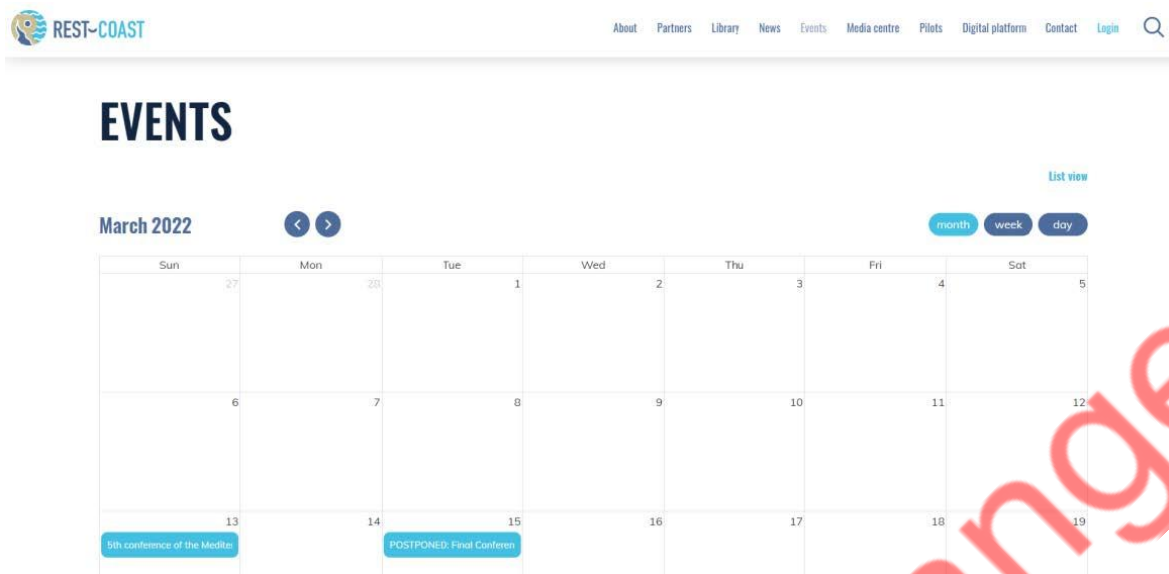 REST~COAST
About Partners Library News Events Media centre Pilots Digital platform Contact Login
EVENTS
List view
March 2022
month week day
Sun Mon Tue Wed Thu Fri Sat
27 28 1 2 3 4 5
6 7 8 9 10 11 12
13 14 15 16 17 18 19
5th conference of the Medite POSTPONED: Final Conferen